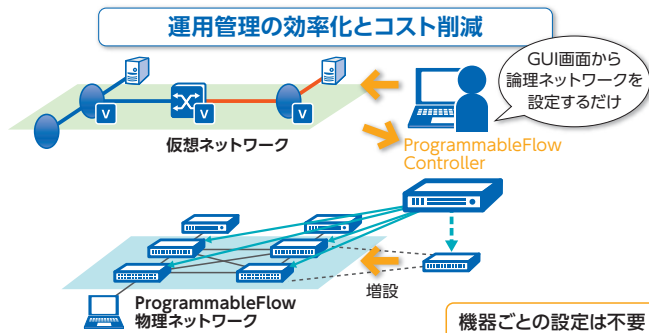 運用管理の効率化とコスト削減
GUI画面から
論理ネットワークを
設定するだけ
V
V
V
仮想ネットワーク
ProgrammableFlow
Controller
増設
ProgrammableFlow
物理ネットワーク
機器ごとの設定は不要